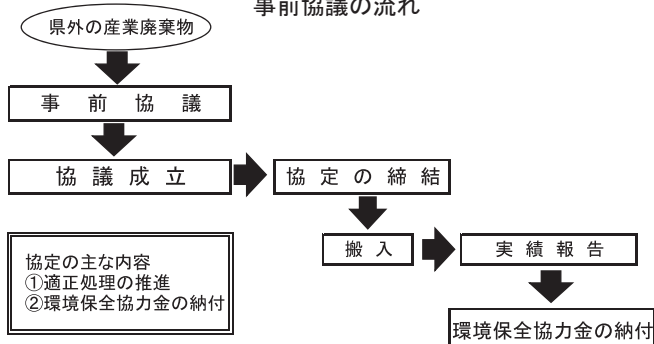 事前協議の流れ
県外の産業廃棄物
事前協議
協議成立
協定の締結
搬入
実績報告
環境保全協力金の納付
協定の主な内容
①適正処理の推進
②環境保全協力金の納付